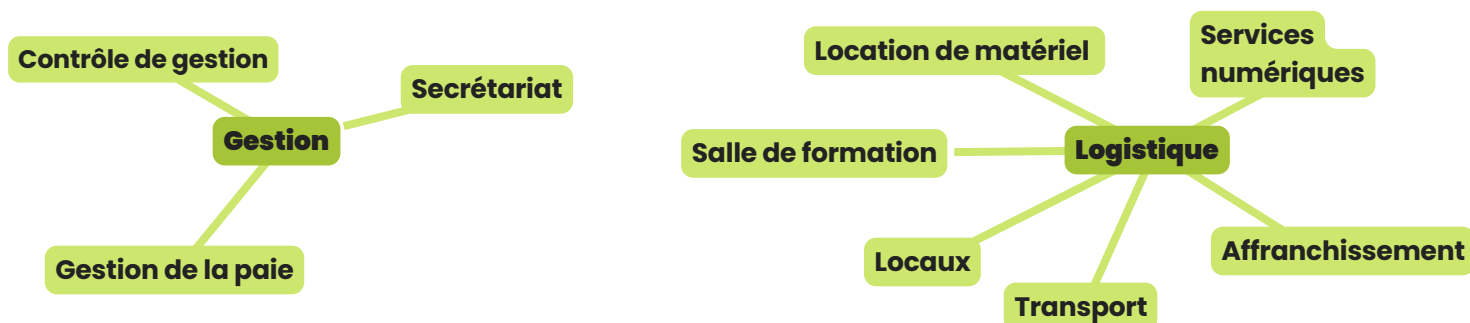 Contrôle de gestion
Secrétariat
Gestion
Gestion de la paie
Location de matériel
Services
numériques
Salle de formation
Logistique
Locaux
Affranchissement
Transport